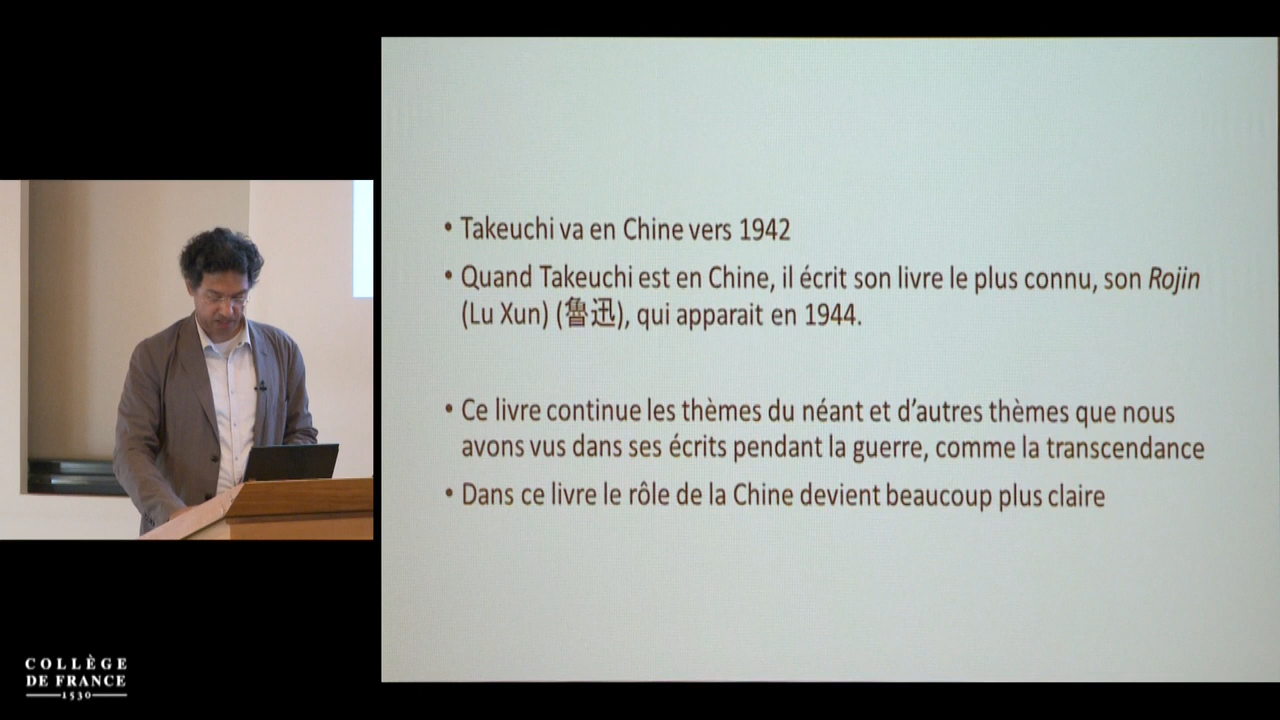 • Takeuchi va en Chine vers 1942
• Quand Takeuchi est en Chine, il écrit son livre le plus connu, son Rojin
(Lu Xun) (魯迅), qui apparait en 1944.
• Ce livre continue les thèmes du néant et d’autres thèmes que nous
avons vus dans ses écrits pendant la guerre, comme la transcendance
• Dans ce livre le rôle de la Chine devient beaucoup plus claire
COLLÈGE
DE FRANCE
1530